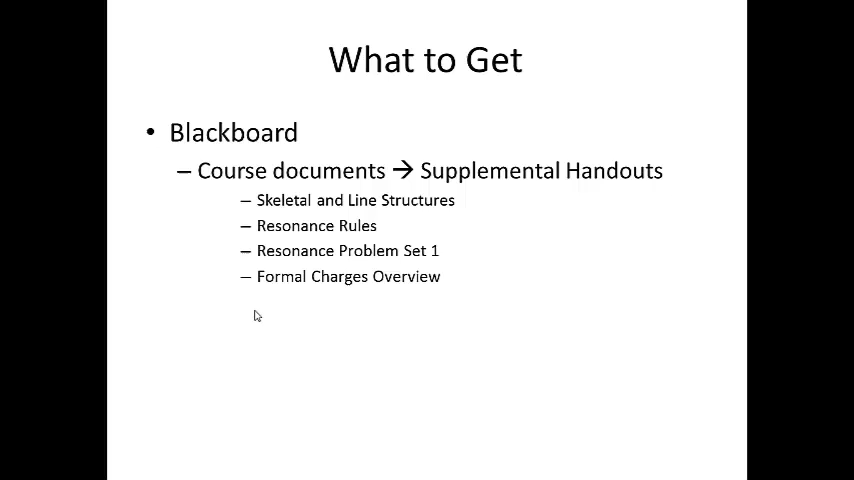 What to Get
• Blackboard
– Course documents → Supplemental Handouts
– Skeletal and Line Structures
– Resonance Rules
– Resonance Problem Set 1
– Formal Charges Overview